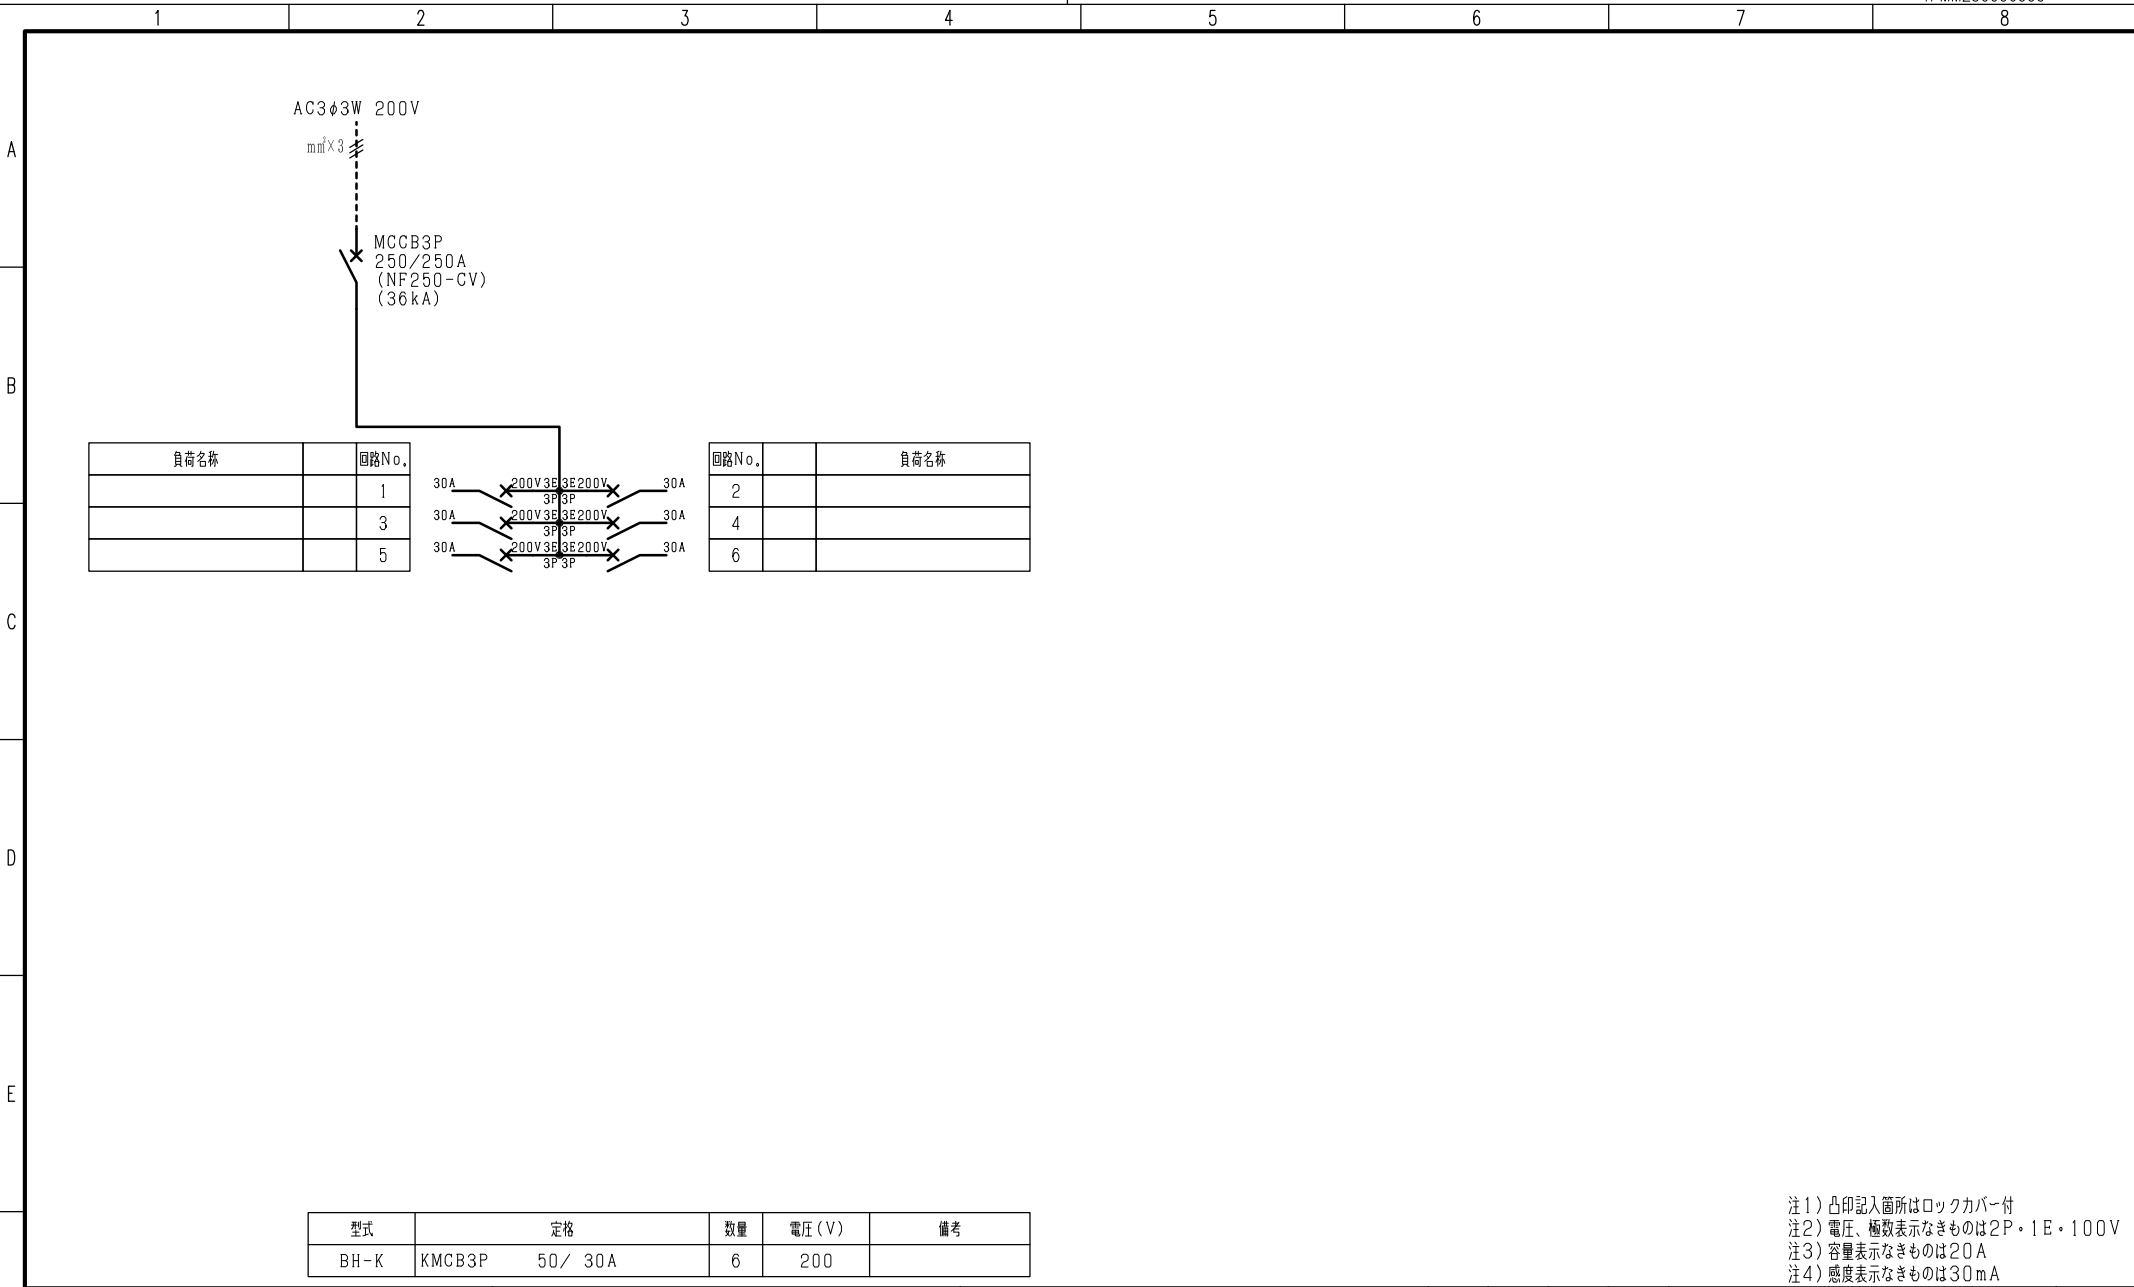 1 2 3 4 5 6 7 8
AC3φ3W 200V
A
mm²×3
MCCB3P
250/250A
(NF250-CV)
(36kA)
B
負荷名称 回路No. 回路No. 負荷名称
1 30A 200V 3E 3E 200V 30A 2
3P 3P
3 30A 200V 3E 3E 200V 30A 4
3P 3P
5 30A 200V 3E 3E 200V 30A 6
3P 3P
C
D
E
型式 定格 数量 電圧(V) 備考
BH-K KMCB3P 50/ 30A 6 200
注1)凸印記入箇所はロックカバー付
注2)電圧、極数表示なきものは2P・1E・100V
注3)容量表示なきものは20A
注4)感度表示なきものは30mA